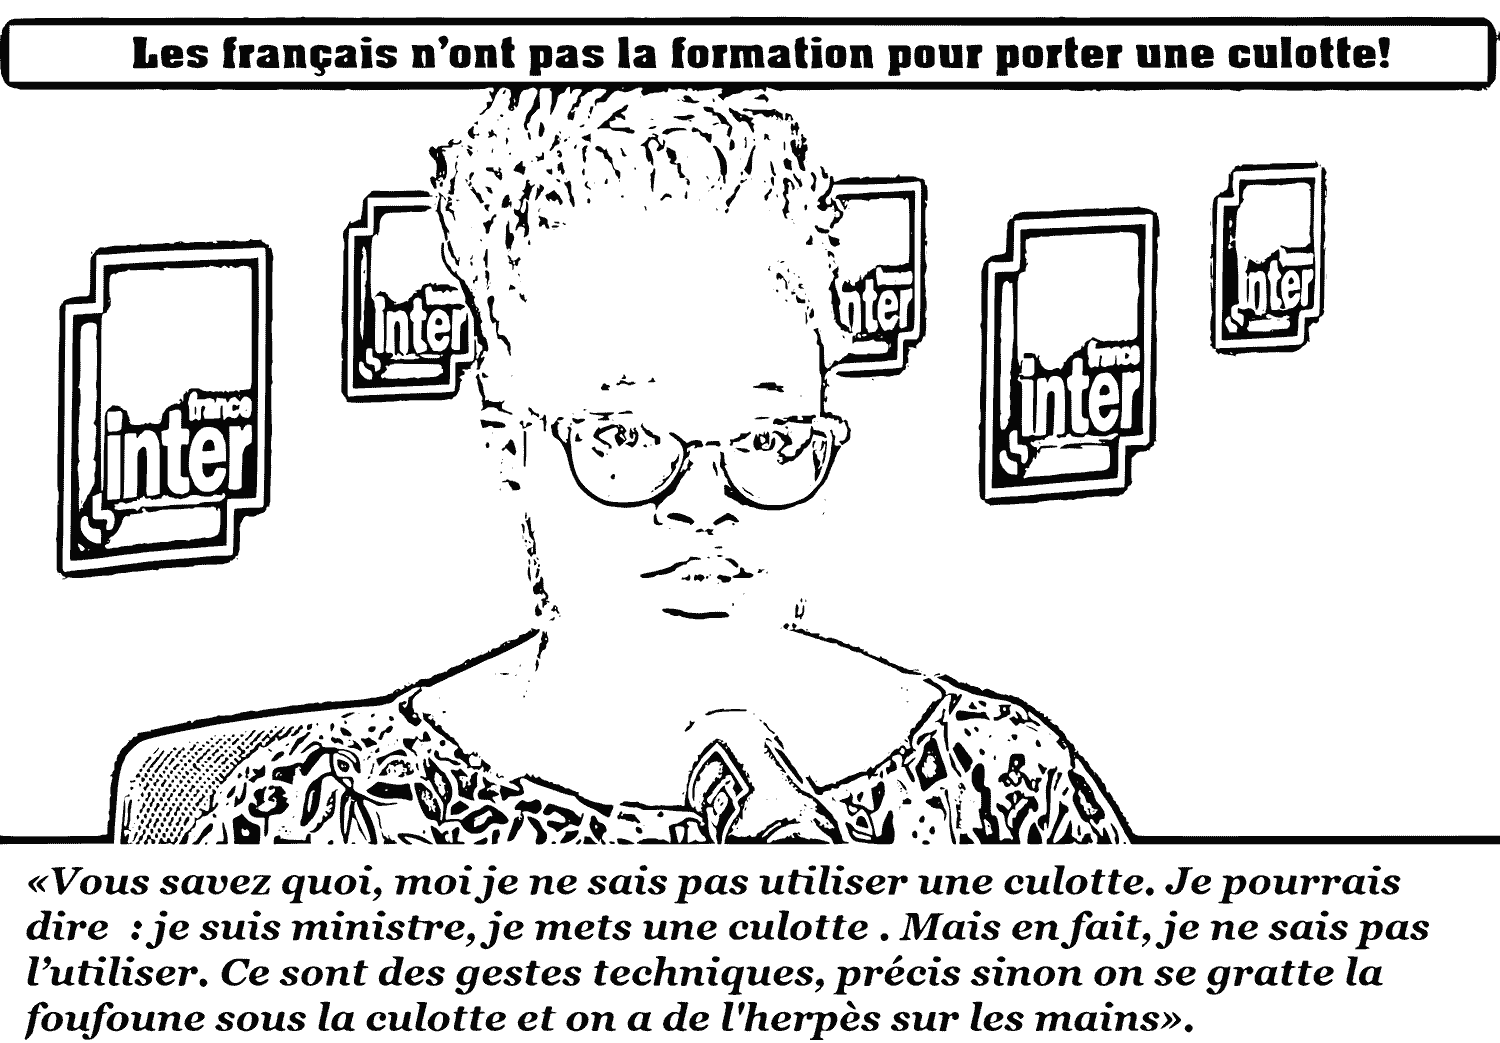 Les français n'ont pas la formation pour porter une culotte!
france
inter
france
inter
nter
france
inter
inter
«Vous savez quoi, moi je ne sais pas utiliser une culotte. Je pourrais
dire : je suis ministre, je mets une culotte . Mais en fait, je ne sais pas
l’utiliser. Ce sont des gestes techniques, précis sinon on se gratte la
foufoune sous la culotte et on a de l'herpès sur les mains».